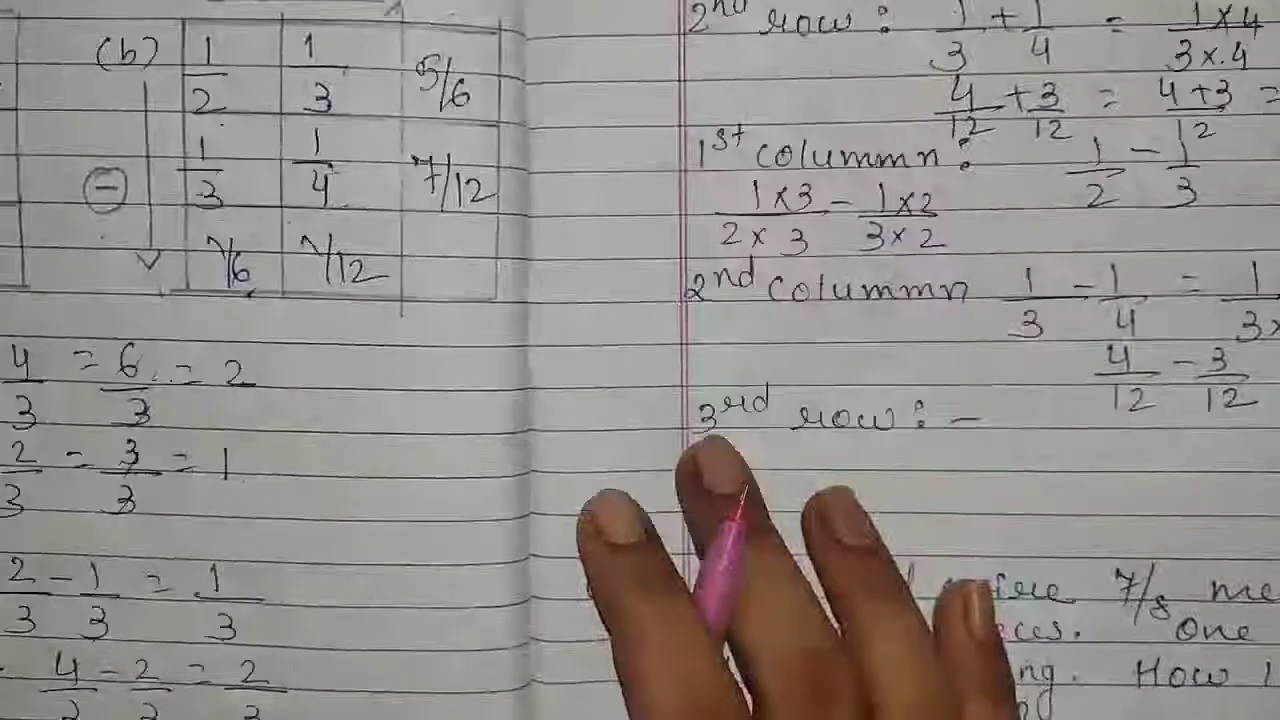 (b) 1/2 1/3 5/6
1/3 1/4 7/12
⊖
1/6 1/12
4/3 = 6/3 = 2
2/3 = 3/3 = 1
2/3 - 1/3 = 1/3
4 - 2 = 2
2nd row: 1/3 + 1/4 = 1×4/3×4
4/12 + 3/12 = 4+3/12 =
1st colummn: 1/2 - 1/3
1×3/2×3 - 1×2/3×2
2nd colummn 1/3 - 1/4 = 1/3×
4/12 - 3/12
3rd row: -
7/8 me
One
How